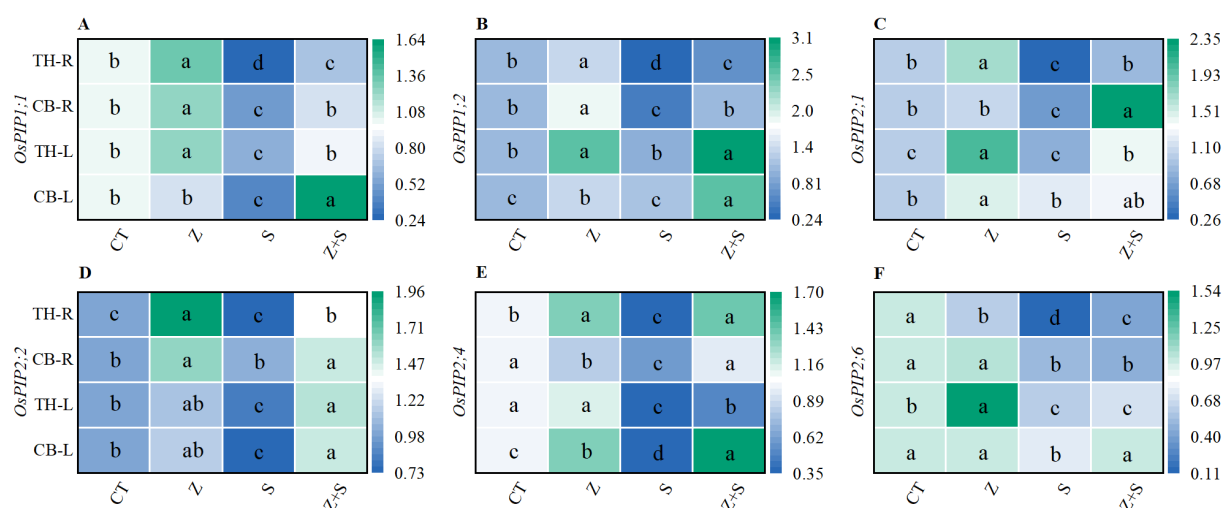 A
OsPIP1;1
TH-R b a d c
CB-R b a c b
TH-L b a c b
CB-L b b c a
CT Z S Z+S
1.64
1.36
1.08
0.80
0.52
0.24
B
OsPIP1;2
b a d c
b a c b
b a b a
c b c a
CT Z S Z+S
3.1
2.5
2.0
1.4
0.81
0.24
C
OsPIP2;1
b a c b
b b c a
c a c b
b a b ab
CT Z S Z+S
2.35
1.93
1.51
1.10
0.68
0.26
D
OsPIP2;2
TH-R c a c b
CB-R b a b a
TH-L b ab c a
CB-L b ab c a
CT Z S Z+S
1.96
1.71
1.47
1.22
0.98
0.73
E
OsPIP2;4
b a c a
a b c a
a a c b
c b d a
CT Z S Z+S
1.70
1.43
1.16
0.89
0.62
0.35
F
OsPIP2;6
a b d c
a a b b
b a c c
a a b a
CT Z S Z+S
1.54
1.25
0.97
0.68
0.40
0.11